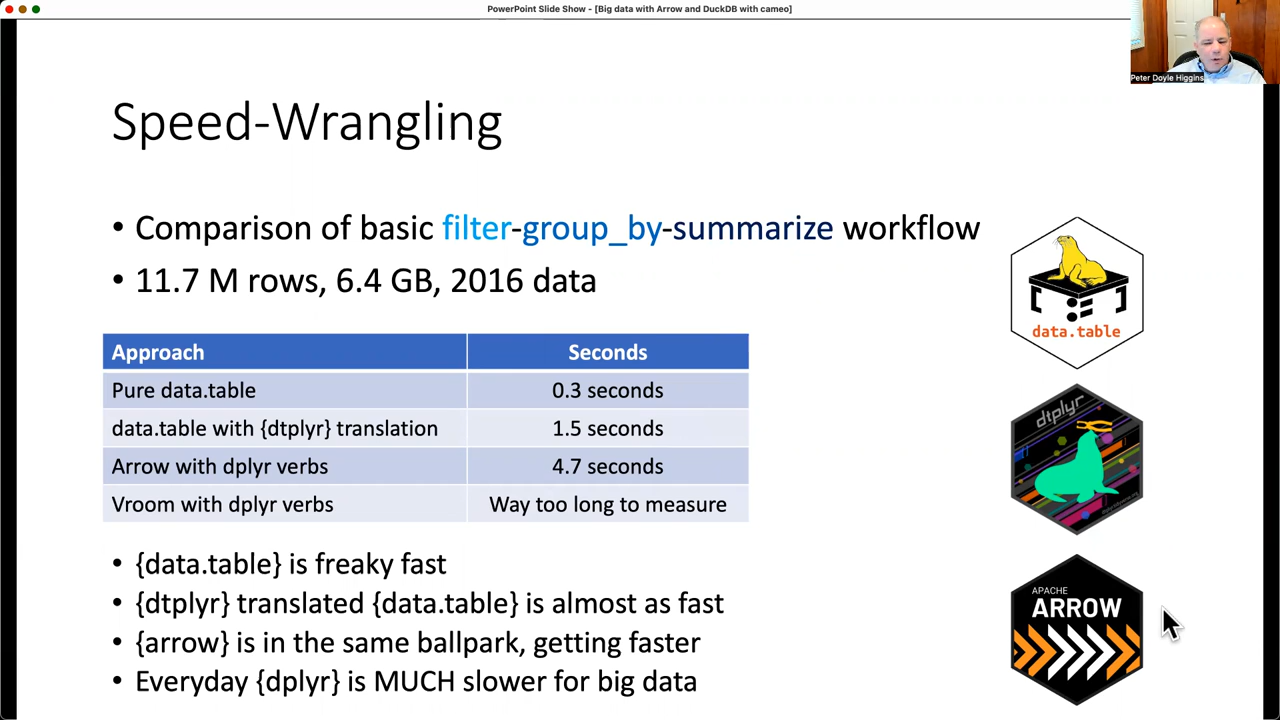 PowerPoint Slide Show - [Big data with Arrow and DuckDB with cameo]
Peter Doyle Higgins
Speed-Wrangling
• Comparison of basic filter-group_by-summarize workflow
• 11.7 M rows, 6.4 GB, 2016 data
Approach Seconds
Pure data.table 0.3 seconds
data.table with {dtplyr} translation 1.5 seconds
Arrow with dplyr verbs 4.7 seconds
Vroom with dplyr verbs Way too long to measure
• {data.table} is freaky fast
• {dtplyr} translated {data.table} is almost as fast
• {arrow} is in the same ballpark, getting faster
• Everyday {dplyr} is MUCH slower for big data
data.table
dtplyr
APACHE
ARROW